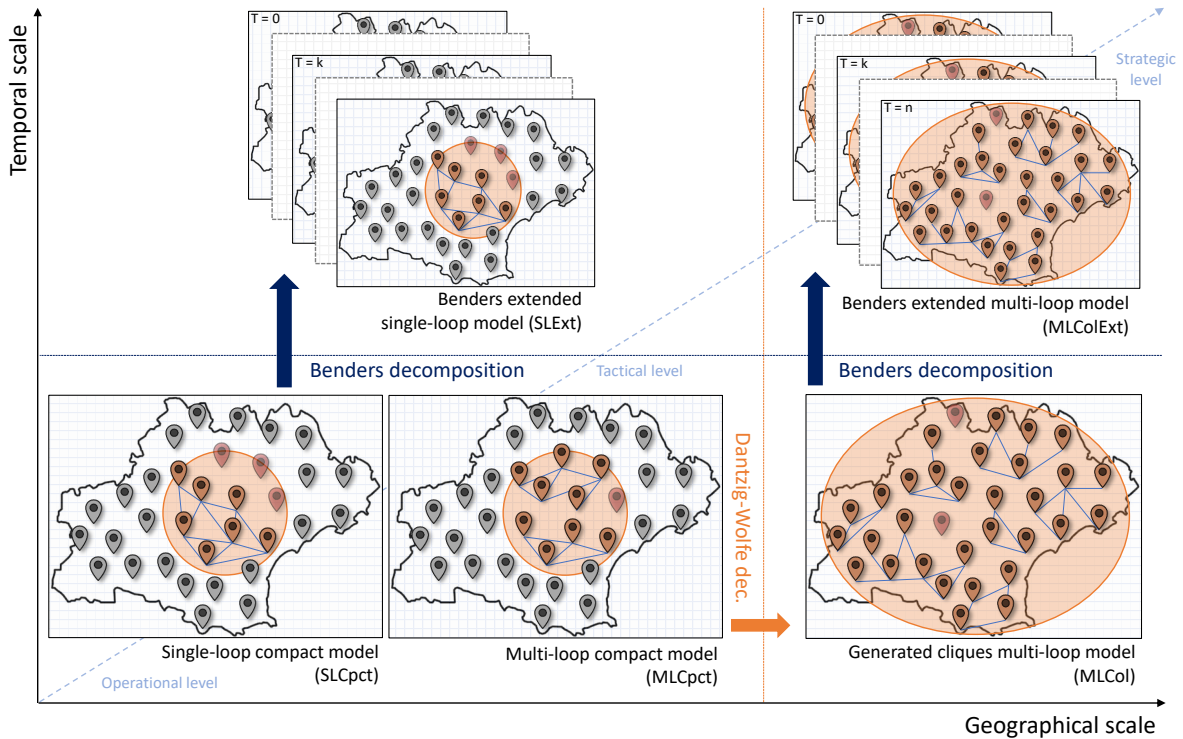 Temporal scale
T = 0
T = k
Benders extended
single-loop model (SLExt)
T = 0
T = k
T = n
Strategic
level
Benders extended multi-loop model
(MLColExt)
Benders decomposition
Tactical level
Benders decomposition
Dantzig-Wolfe dec.
Single-loop compact model
(SLCpct)
Multi-loop compact model
(MLCpct)
Generated cliques multi-loop model
(MLCol)
Operational level
Geographical scale